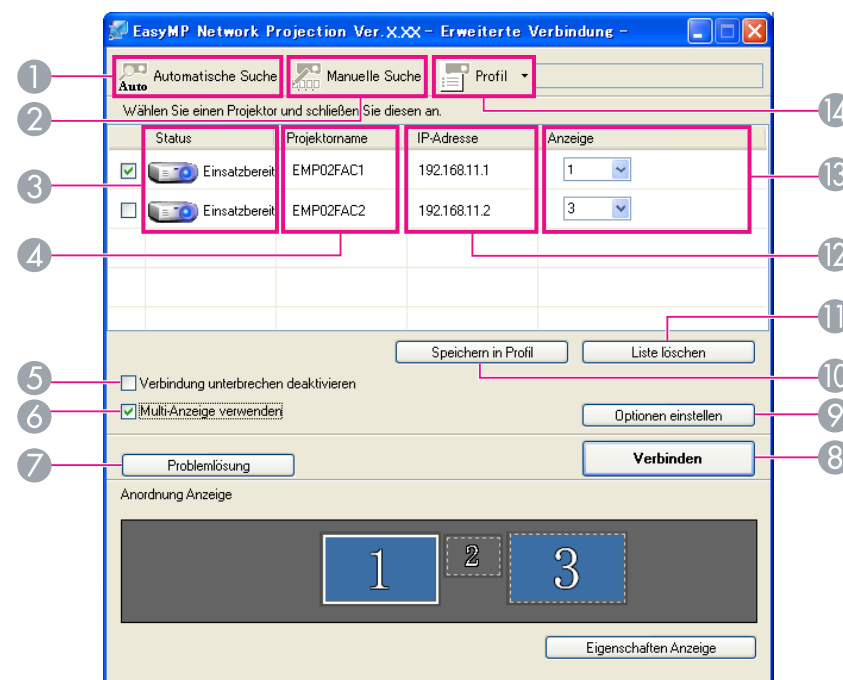 EasyMP Network Projection Ver.X.XX - Erweiterte Verbindung -
1 Auto Automatische Suche Manuelle Suche Profil
2 Wählen Sie einen Projektor und schließen Sie diesen an. 14
Status Projektorname IP-Adresse Anzeige
3 Einsatzbereit EMP02FAC1 192.168.11.1 1 13
Einsatzbereit EMP02FAC2 192.168.11.2 3
4 12
11
Speichern in Profil Liste löschen
5 Verbindung unterbrechen deaktivieren 10
6 Multi-Anzeige verwenden Optionen einstellen 9
7 Problemlösung Verbinden 8
Anordnung Anzeige
1 2 3
Eigenschaften Anzeige